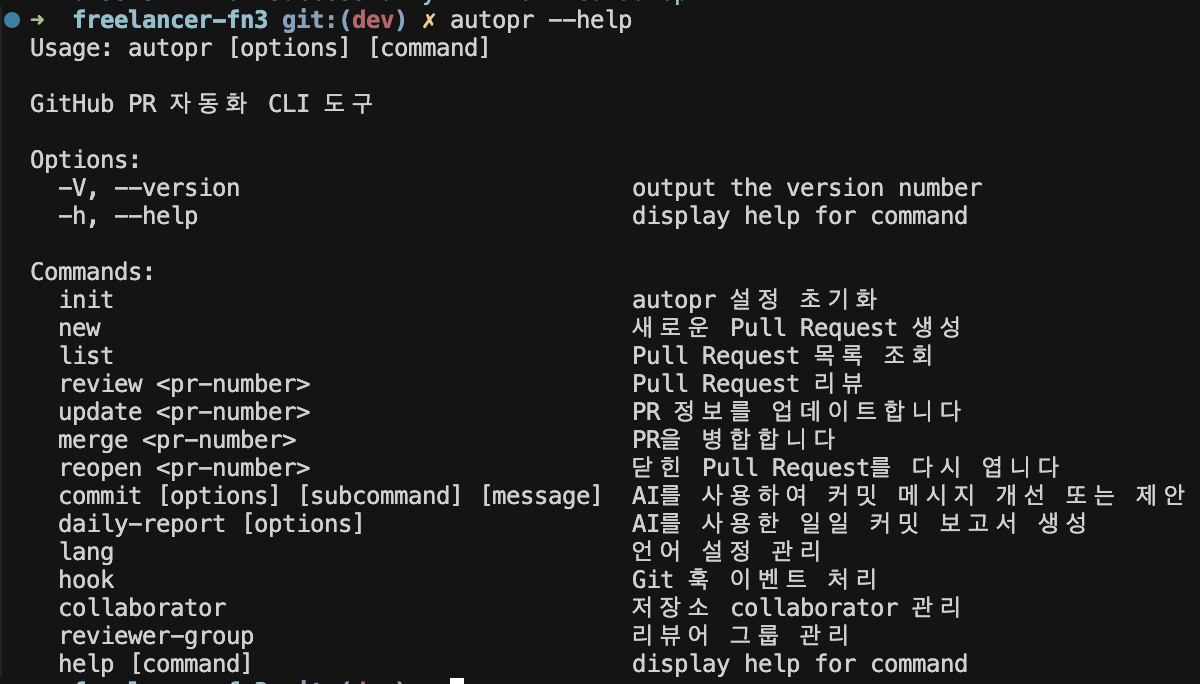 ➜ freelancer-fn3 git:(dev) ✗ autopr --help
Usage: autopr [options] [command]
GitHub PR 자동화 CLI 도구
Options:
-V, --version output the version number
-h, --help display help for command
Commands:
init autopr 설정 초기화
new 새로운 Pull Request 생성
list Pull Request 목록 조회
review <pr-number> Pull Request 리뷰
update <pr-number> PR 정보를 업데이트합니다
merge <pr-number> PR을 병합합니다
reopen <pr-number> 닫힌 Pull Request를 다시 엽니다
commit [options] [subcommand] [message] AI를 사용하여 커밋 메시지 개선 또는 제안
daily-report [options] AI를 사용한 일일 커밋 보고서 생성
lang 언어 설정 관리
hook Git 훅 이벤트 처리
collaborator 저장소 collaborator 관리
reviewer-group 리뷰어 그룹 관리
help [command] display help for command